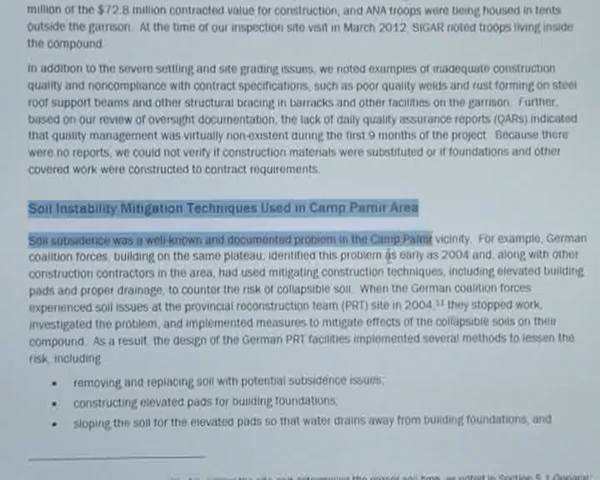 million of the $72.8 million contracted value for construction, and ANA troops were being housed in tents
outside the garrison. At the time of our inspection site visit in March 2012, SIGAR noted troops living inside
the compound.
In addition to the severe settling and site grading issues, we noted examples of inadequate construction
quality and noncompliance with contract specifications, such as poor quality welds and rust forming on steel
roof support beams and other structural bracing in barracks and other facilities on the garrison. Further,
based on our review of oversight documentation, the lack of daily quality assurance reports (QARs) indicated
that quality management was virtually non-existent during the first 9 months of the project. Because there
were no reports, we could not verify if construction materials were substituted or if foundations and other
covered work were constructed to contract requirements.
Soil Instability Mitigation Techniques Used in Camp Pamir Area
Soil subsidence was a well-known and documented problem in the Camp Pamir vicinity. For example, German
coalition forces, building on the same plateau, identified this problem as early as 2004 and, along with other
construction contractors in the area, had used mitigating construction techniques, including elevated building
pads and proper drainage, to counter the risk of collapsible soil. When the German coalition forces
experienced soil issues at the provincial reconstruction team (PRT) site in 2004,¹¹ they stopped work,
investigated the problem, and implemented measures to mitigate effects of the collapsible soils on their
compound. As a result, the design of the German PRT facilities implemented several methods to lessen the
risk, including
• removing and replacing soil with potential subsidence issues;
• constructing elevated pads for building foundations;
• sloping the soil for the elevated pads so that water drains away from building foundations; and